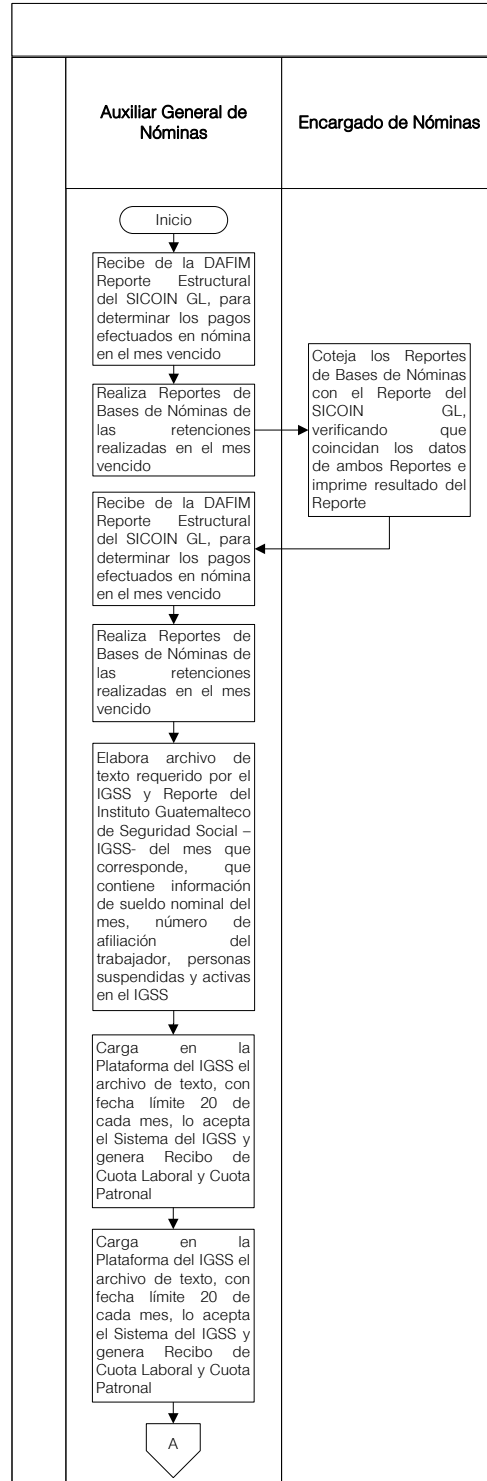 Auxiliar General de
Nóminas
Encargado de Nóminas
Inicio
Recibe de la DAFIM
Reporte Estructural
del SICOIN GL, para
determinar los pagos
efectuados en nómina
en el mes vencido
Realiza Reportes de
Bases de Nóminas de
las retenciones
realizadas en el mes
vencido
Coteja los Reportes
de Bases de Nóminas
con el Reporte del
SICOIN GL,
verificando que
coincidan los datos
de ambos Reportes e
imprime resultado del
Reporte
Recibe de la DAFIM
Reporte Estructural
del SICOIN GL, para
determinar los pagos
efectuados en nómina
en el mes vencido
Realiza Reportes de
Bases de Nóminas de
las retenciones
realizadas en el mes
vencido
Elabora archivo de
texto requerido por el
IGSS y Reporte del
Instituto Guatemalteco
de Seguridad Social –
IGSS- del mes que
corresponde, que
contiene información
de sueldo nominal del
mes, número de
afiliación del
trabajador, personas
suspendidas y activas
en el IGSS
Carga en la
Plataforma del IGSS el
archivo de texto, con
fecha límite 20 de
cada mes, lo acepta
el Sistema del IGSS y
genera Recibo de
Cuota Laboral y Cuota
Patronal
Carga en la
Plataforma del IGSS el
archivo de texto, con
fecha límite 20 de
cada mes, lo acepta
el Sistema del IGSS y
genera Recibo de
Cuota Laboral y Cuota
Patronal
A